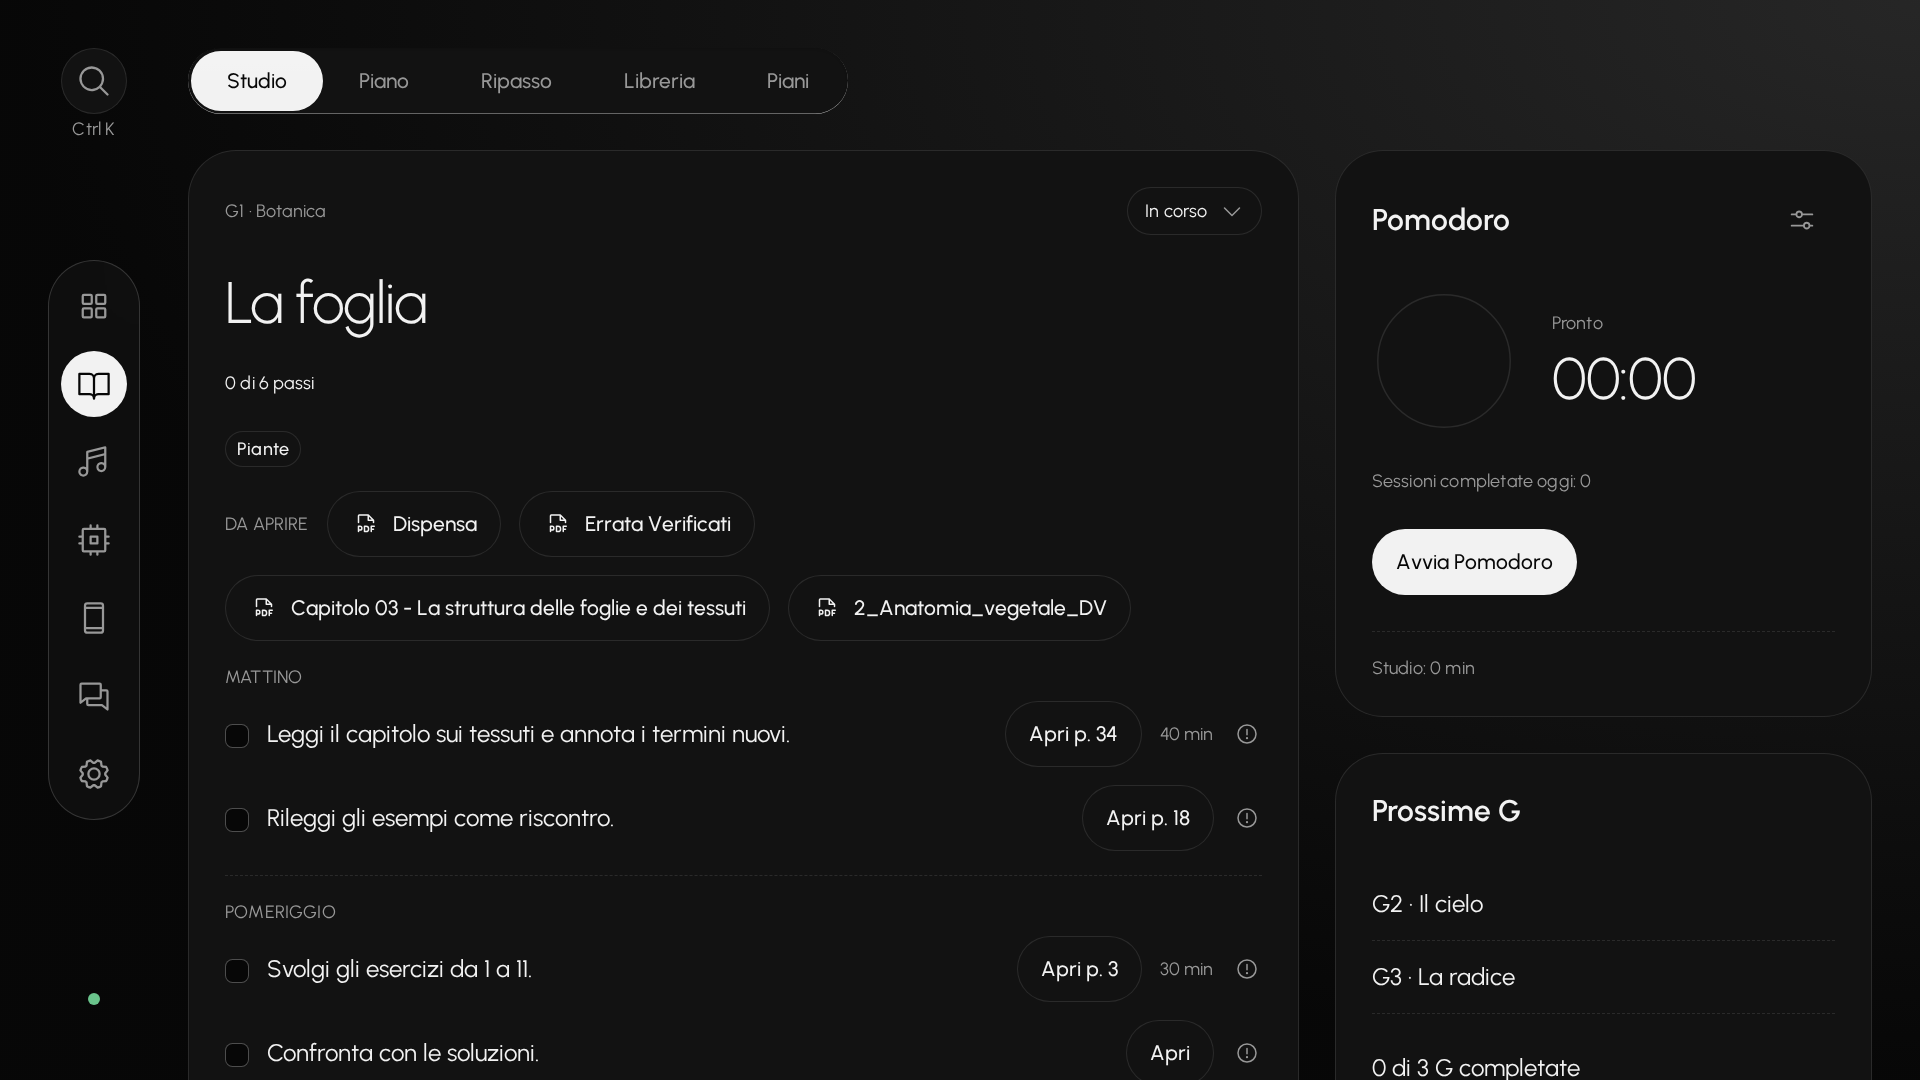 Ctrl K
Studio
Piano
Ripasso
Libreria
Piani
G1 · Botanica
In corso
La foglia
0 di 6 passi
Piante
DA APRIRE
PDF Dispensa
PDF Errata Verificati
PDF Capitolo 03 - La struttura delle foglie e dei tessuti
PDF 2_Anatomia_vegetale_DV
MATTINO
Leggi il capitolo sui tessuti e annota i termini nuovi.
Apri p. 34
40 min
Rileggi gli esempi come riscontro.
Apri p. 18
POMERIGGIO
Svolgi gli esercizi da 1 a 11.
Apri p. 3
30 min
Confronta con le soluzioni.
Apri
Pomodoro
Pronto
00:00
Sessioni completate oggi: 0
Avvia Pomodoro
Studio: 0 min
Prossime G
G2 · Il cielo
G3 · La radice
0 di 3 G completate